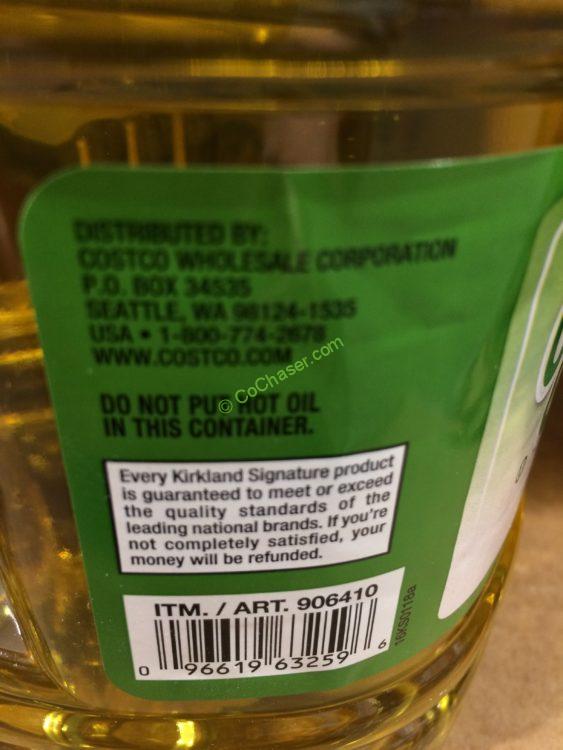 DISTRIBUTED BY:
COSTCO WHOLESALE CORPORATION
P.O. BOX 34535
SEATTLE, WA 98124-1535
USA • 1-800-774-2678
WWW.COSTCO.COM
© CoChaser.com
DO NOT PUT HOT OIL
IN THIS CONTAINER.
Every Kirkland Signature product
is guaranteed to meet or exceed
the quality standards of the
leading national brands. If you're
not completely satisfied, your
money will be refunded.
ITM. / ART. 906410
0 96619 63259 6
16KS0118a